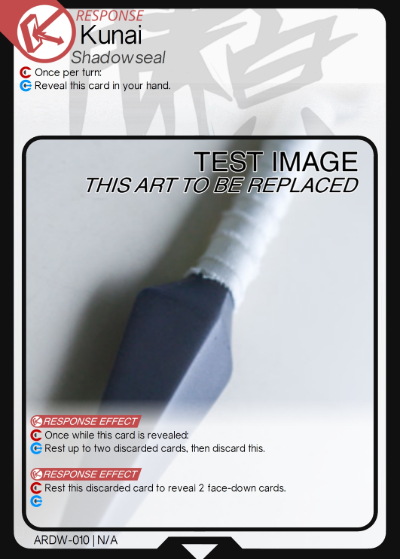 RESPONSE
Kunai
Shadowseal
C Once per turn:
E Reveal this card in your hand.
TEST IMAGE
THIS ART TO BE REPLACED
RESPONSE EFFECT
C Once while this card is revealed:
E Rest up to two discarded cards, then discard this.
RESPONSE EFFECT
C Rest this discarded card to reveal 2 face-down cards.
E
ARDW-010 | N/A